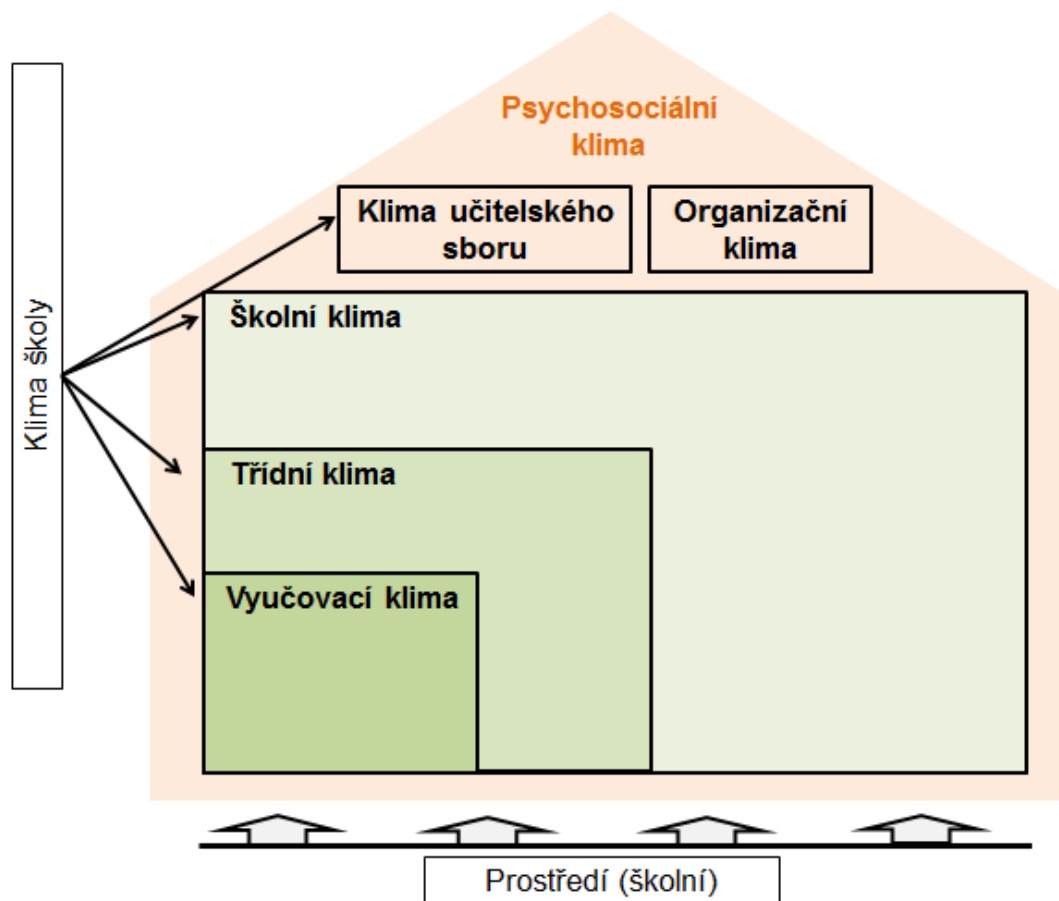 Klima školy
Psychosociální
klima
Klima učitelského
sboru
Organizační
klima
Školní klima
Třídní klima
Vyučovací klima
Prostředí (školní)